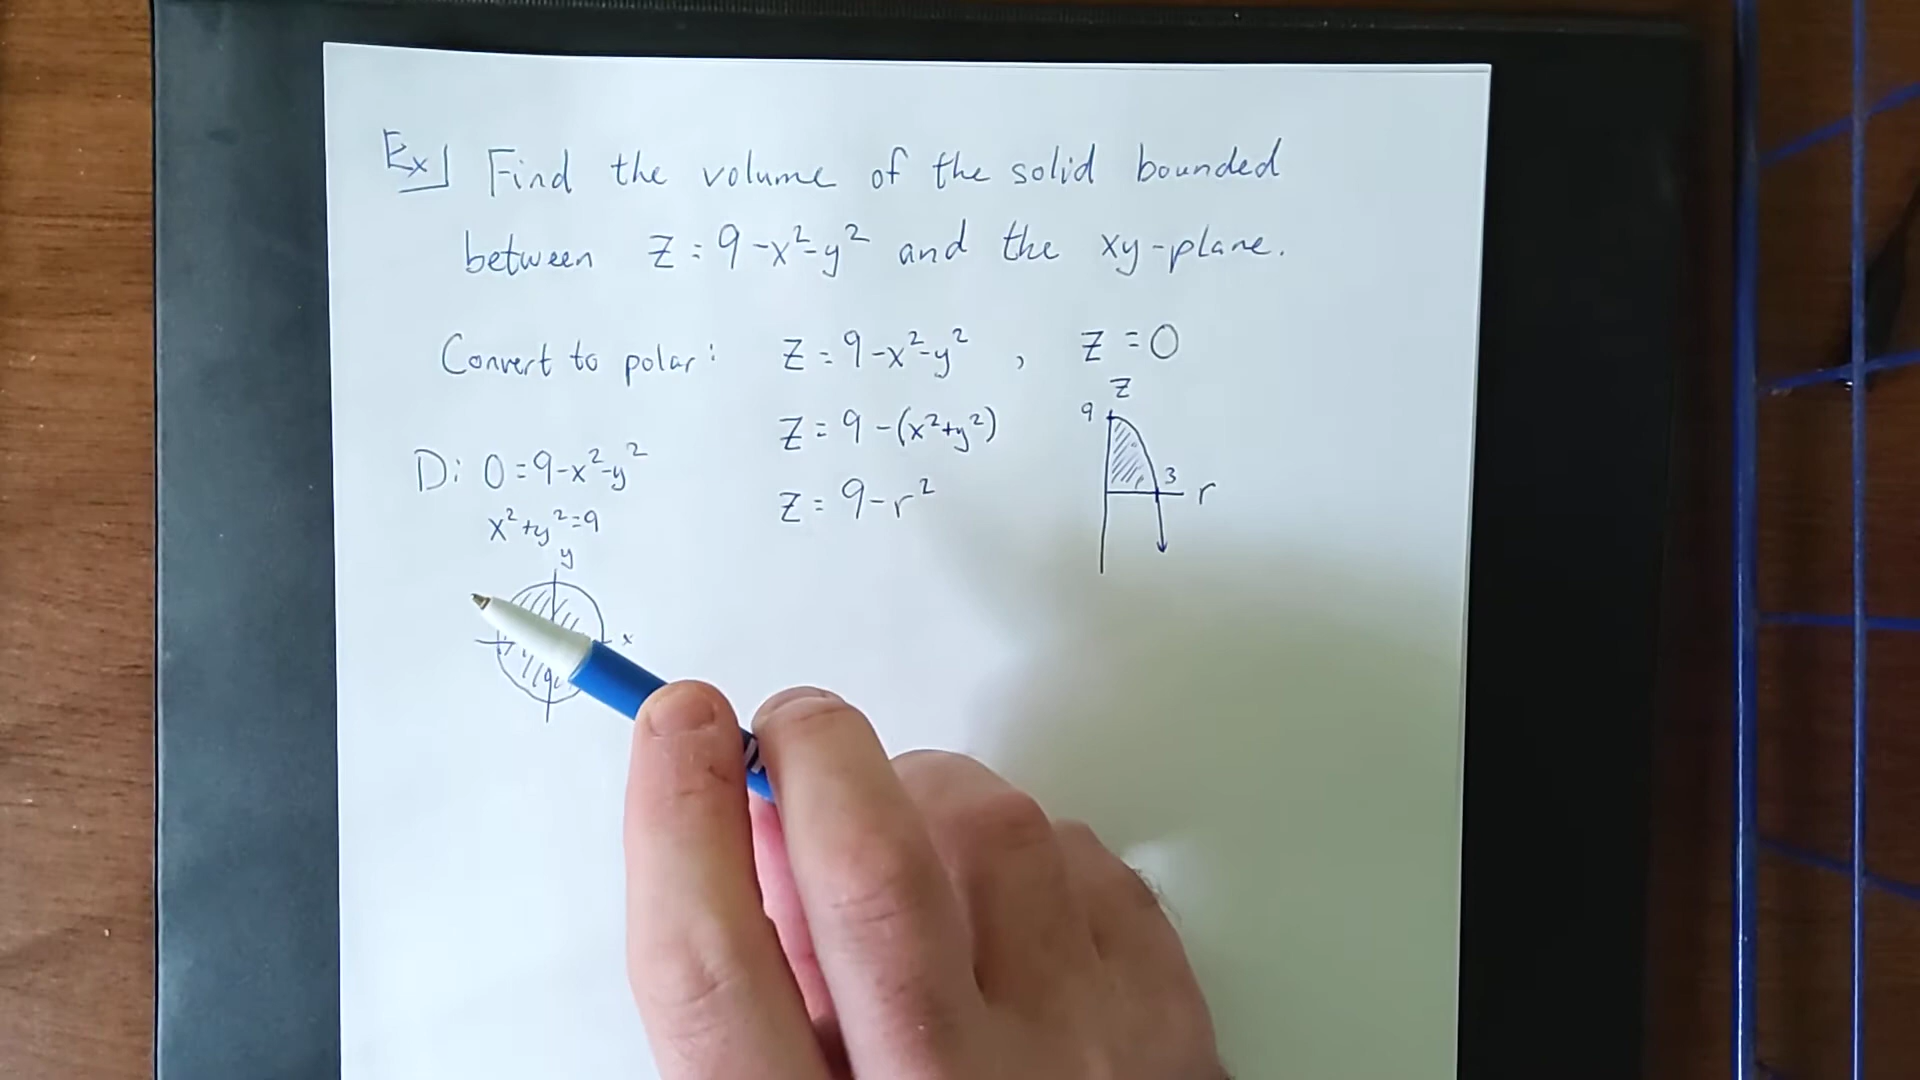 Ex] Find the volume of the solid bounded
between z = 9 - x² - y² and the xy-plane.
Convert to polar: z = 9 - x² - y² , z = 0
z = 9 - (x² + y²)
z = 9 - r²
z
9
3
r
D: 0 = 9 - x² - y²
x² + y² = 9
y
x